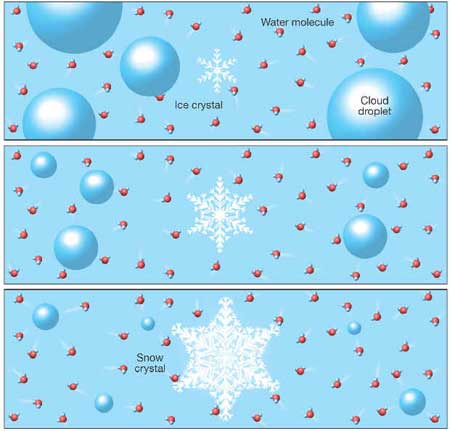 Water molecule
Ice crystal
Cloud
droplet
Snow
crystal